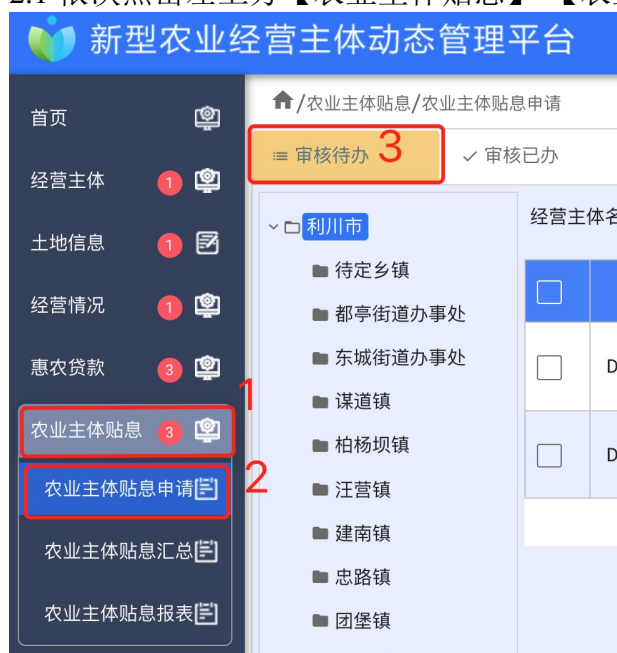 新型农业经营主体动态管理平台
首页
经营主体 1
土地信息 1
经营情况 1
惠农贷款 3
1
农业主体贴息 3
2
农业主体贴息申请
农业主体贴息汇总
农业主体贴息报表
/农业主体贴息/农业主体贴息申请
审核待办 3
审核已办
利川市
待定乡镇
都亭街道办事处
东城街道办事处
谋道镇
柏杨坝镇
汪营镇
建南镇
忠路镇
团堡镇
经营主体名
D
D